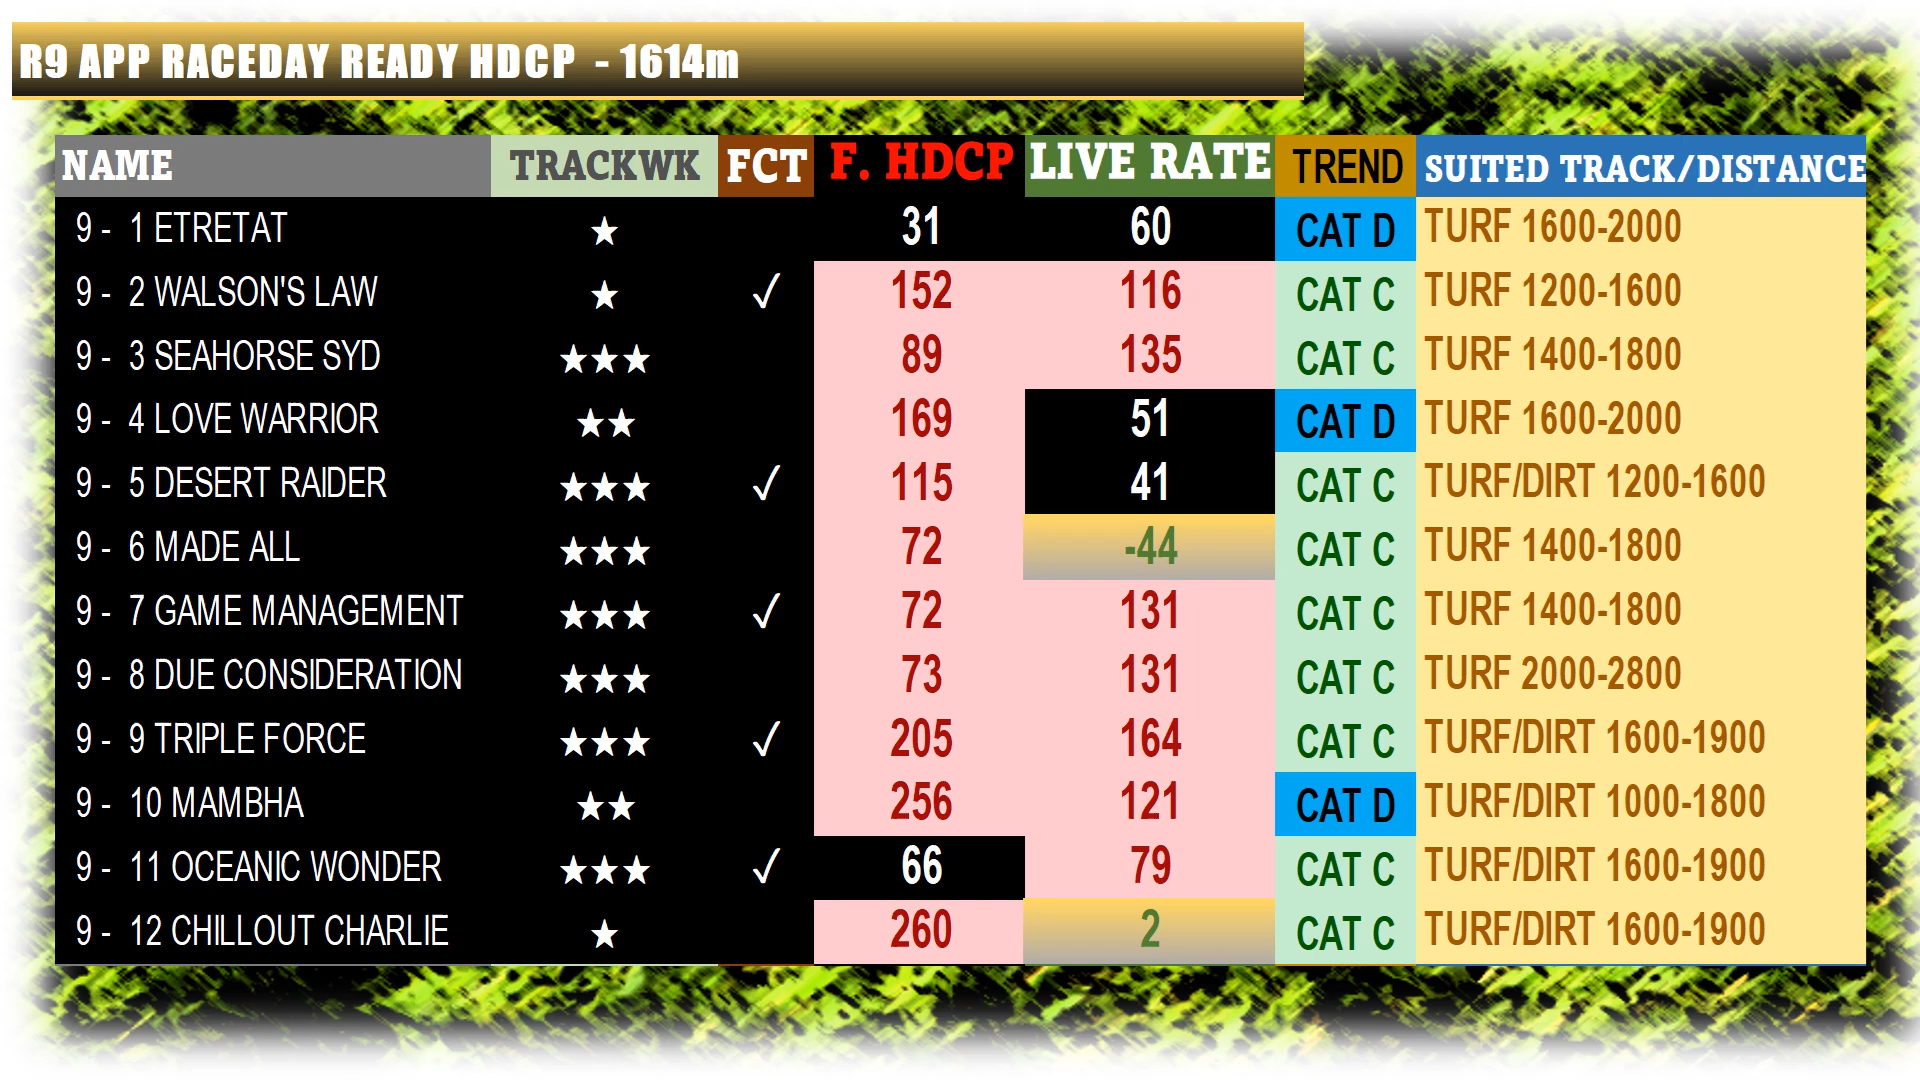 R9 APP RACEDAY READY HDCP - 1614m
NAME TRACKWK FCT F. HDCP LIVE RATE TREND SUITED TRACK/DISTANCE
9 - 1 ETRETAT ★ 31 60 CAT D TURF 1600-2000
9 - 2 WALSON'S LAW ★ ✓ 152 116 CAT C TURF 1200-1600
9 - 3 SEAHORSE SYD ★★★ 89 135 CAT C TURF 1400-1800
9 - 4 LOVE WARRIOR ★★ 169 51 CAT D TURF 1600-2000
9 - 5 DESERT RAIDER ★★★ ✓ 115 41 CAT C TURF/DIRT 1200-1600
9 - 6 MADE ALL ★★★ 72 -44 CAT C TURF 1400-1800
9 - 7 GAME MANAGEMENT ★★★ ✓ 72 131 CAT C TURF 1400-1800
9 - 8 DUE CONSIDERATION ★★★ 73 131 CAT C TURF 2000-2800
9 - 9 TRIPLE FORCE ★★★ ✓ 205 164 CAT C TURF/DIRT 1600-1900
9 - 10 MAMBHA ★★ 256 121 CAT D TURF/DIRT 1000-1800
9 - 11 OCEANIC WONDER ★★★ ✓ 66 79 CAT C TURF/DIRT 1600-1900
9 - 12 CHILLOUT CHARLIE ★ 260 2 CAT C TURF/DIRT 1600-1900